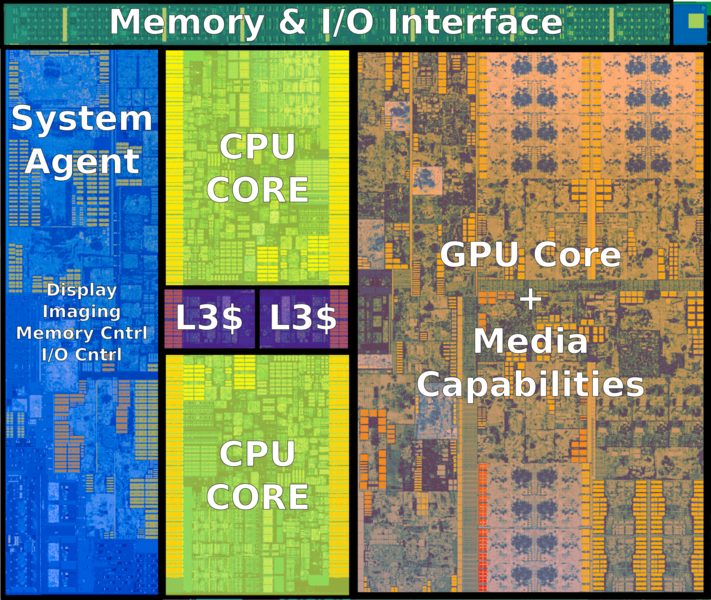 Memory & I/O Interface
System
Agent
Display
Imaging
Memory Cntrl
I/O Cntrl
CPU
CORE
L3$ L3$
CPU
CORE
GPU Core
+
Media
Capabilities